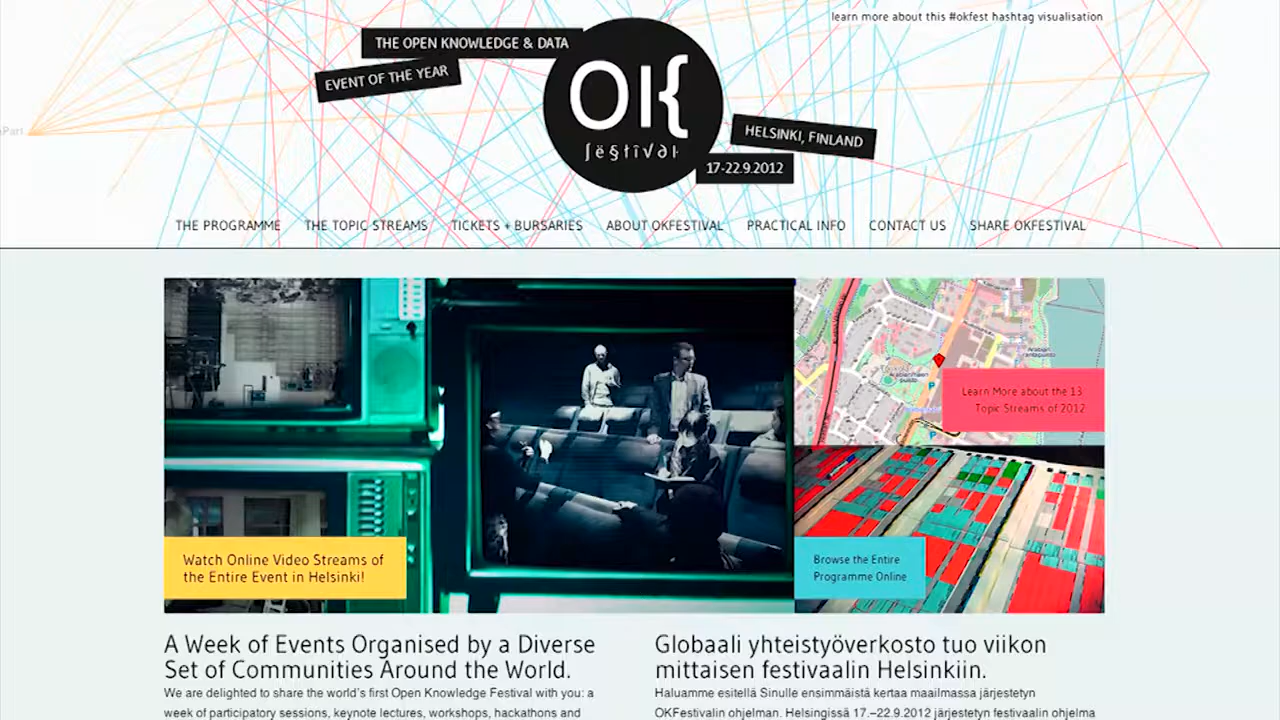 learn more about this #okfest hashtag visualisation
THE OPEN KNOWLEDGE & DATA
EVENT OF THE YEAR
OK
fëstîvał
HELSINKI, FINLAND
17-22.9.2012
THE PROGRAMME THE TOPIC STREAMS TICKETS + BURSARIES ABOUT OKFESTIVAL PRACTICAL INFO CONTACT US SHARE OKFESTIVAL
Learn More about the 13
Topic Streams of 2012
Watch Online Video Streams of
the Entire Event in Helsinki!
Browse the Entire
Programme Online
A Week of Events Organised by a Diverse
Set of Communities Around the World.
We are delighted to share the world's first Open Knowledge Festival with you: a
week of participatory sessions, keynote lectures, workshops, hackathons and
Globaali yhteistyöverkosto tuo viikon
mittaisen festivaalin Helsinkiin.
Haluamme esitellä Sinulle ensimmäistä kertaa maailmassa järjestetyn
OKFestivalin ohjelman. Helsingissä 17.–22.9.2012 järjestetyn festivaalin ohjelma